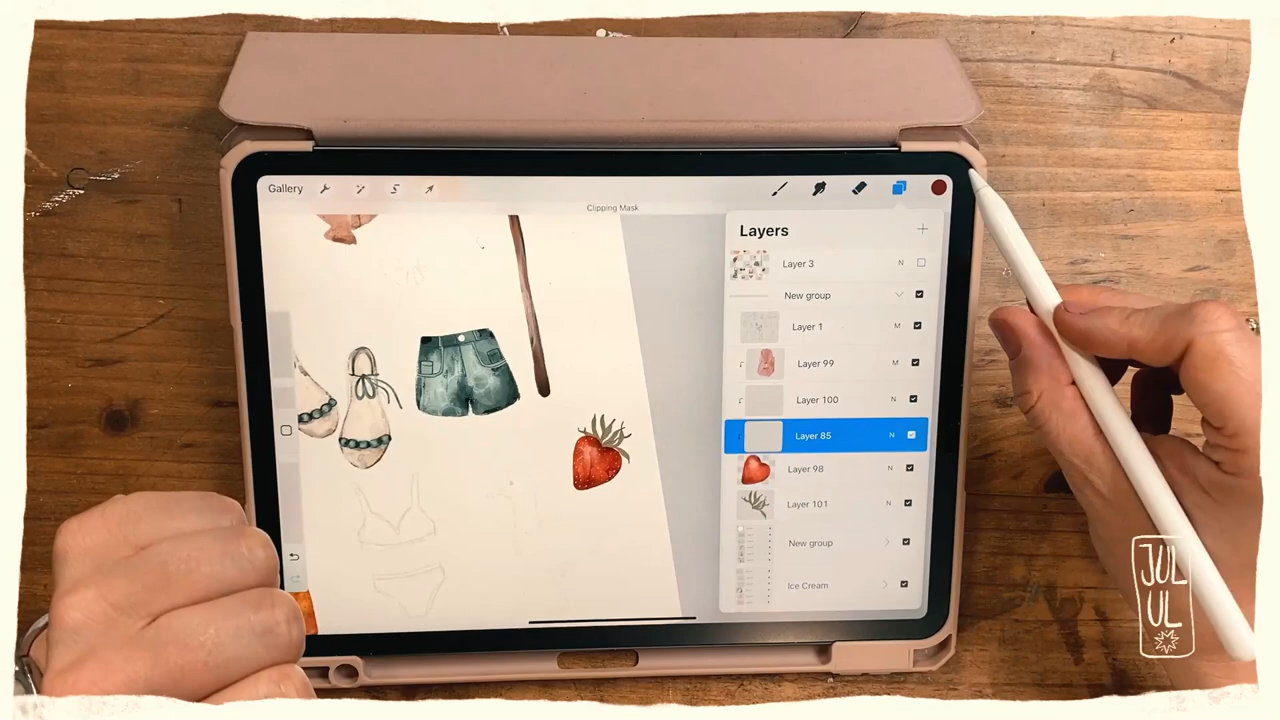 Gallery
Clipping Mask
Layers
Layer 3 N
New group
Layer 1 M
Layer 99 M
Layer 100 N
Layer 85 N
Layer 98 N
Layer 101 N
New group
Ice Cream
JUL
UL